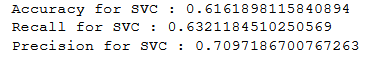 Accuracy for SVC : 0.6161898115840894
Recall for SVC : 0.6321184510250569
Precision for SVC : 0.7097186700767263